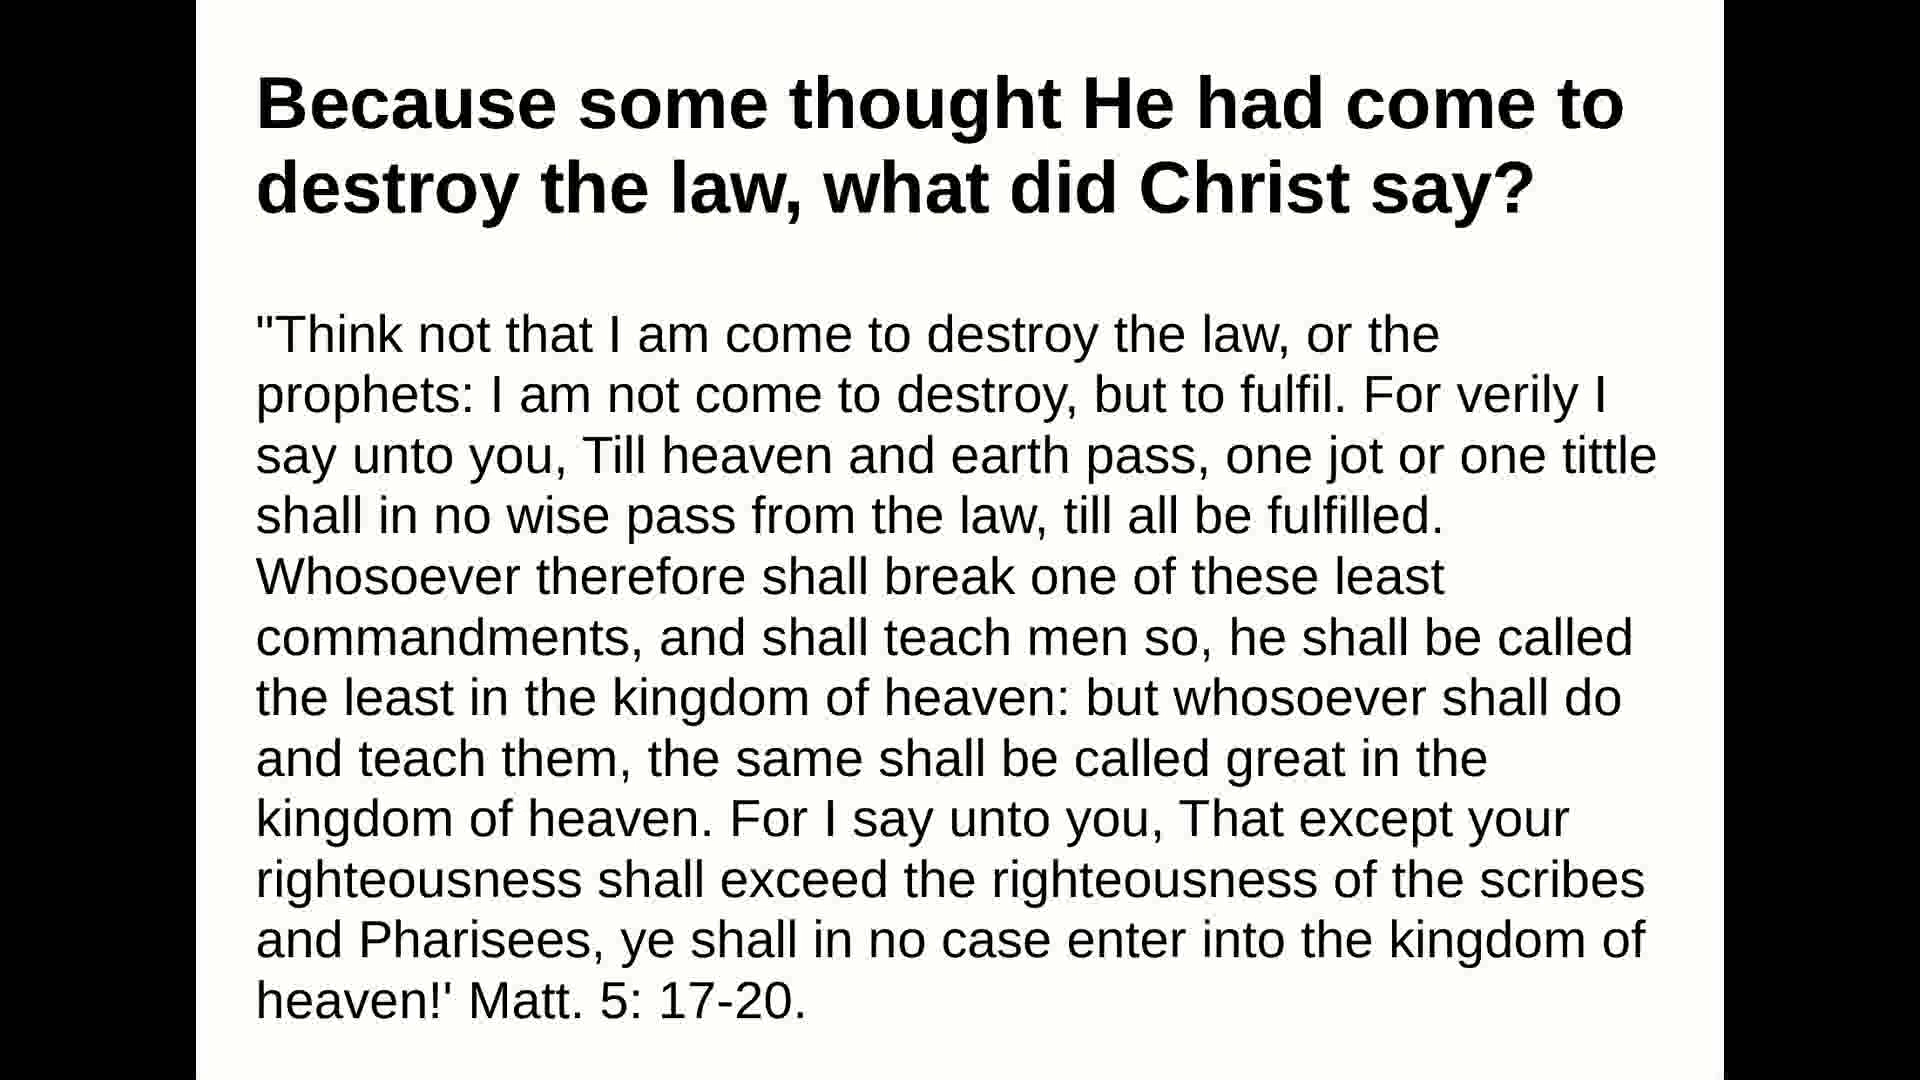 Because some thought He had come to
destroy the law, what did Christ say?
"Think not that I am come to destroy the law, or the
prophets: I am not come to destroy, but to fulfil. For verily I
say unto you, Till heaven and earth pass, one jot or one tittle
shall in no wise pass from the law, till all be fulfilled.
Whosoever therefore shall break one of these least
commandments, and shall teach men so, he shall be called
the least in the kingdom of heaven: but whosoever shall do
and teach them, the same shall be called great in the
kingdom of heaven. For I say unto you, That except your
righteousness shall exceed the righteousness of the scribes
and Pharisees, ye shall in no case enter into the kingdom of
heaven!' Matt. 5: 17-20.